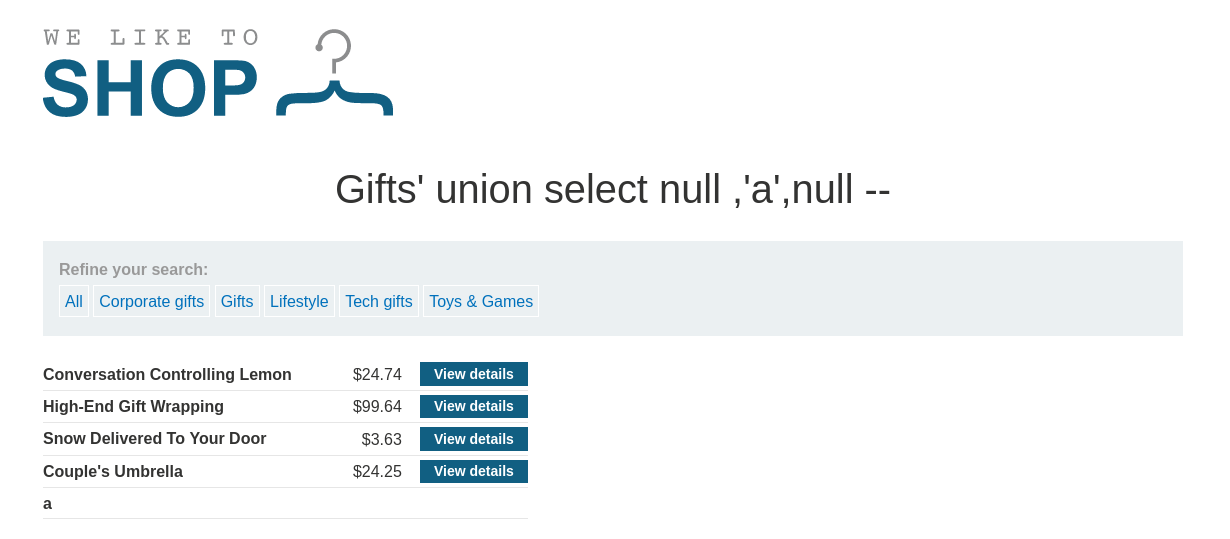 WE LIKE TO
SHOP
Gifts' union select null ,'a',null --
Refine your search:
All Corporate gifts Gifts Lifestyle Tech gifts Toys & Games
Conversation Controlling Lemon $24.74 View details
High-End Gift Wrapping $99.64 View details
Snow Delivered To Your Door $3.63 View details
Couple's Umbrella $24.25 View details
a